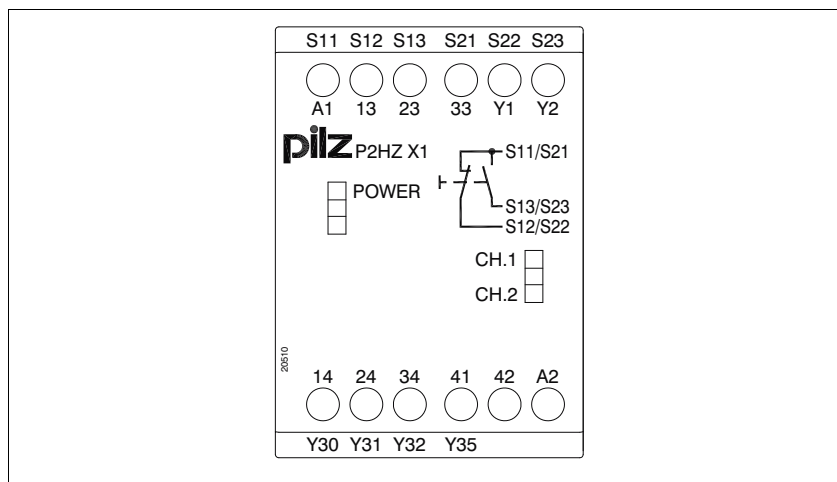 S11 S12 S13 S21 S22 S23
A1 13 23 33 Y1 Y2
pilz P2HZ X1
S11/S21
POWER
S13/S23
S12/S22
CH.1
CH.2
20510
14 24 34 41 42 A2
Y30 Y31 Y32 Y35